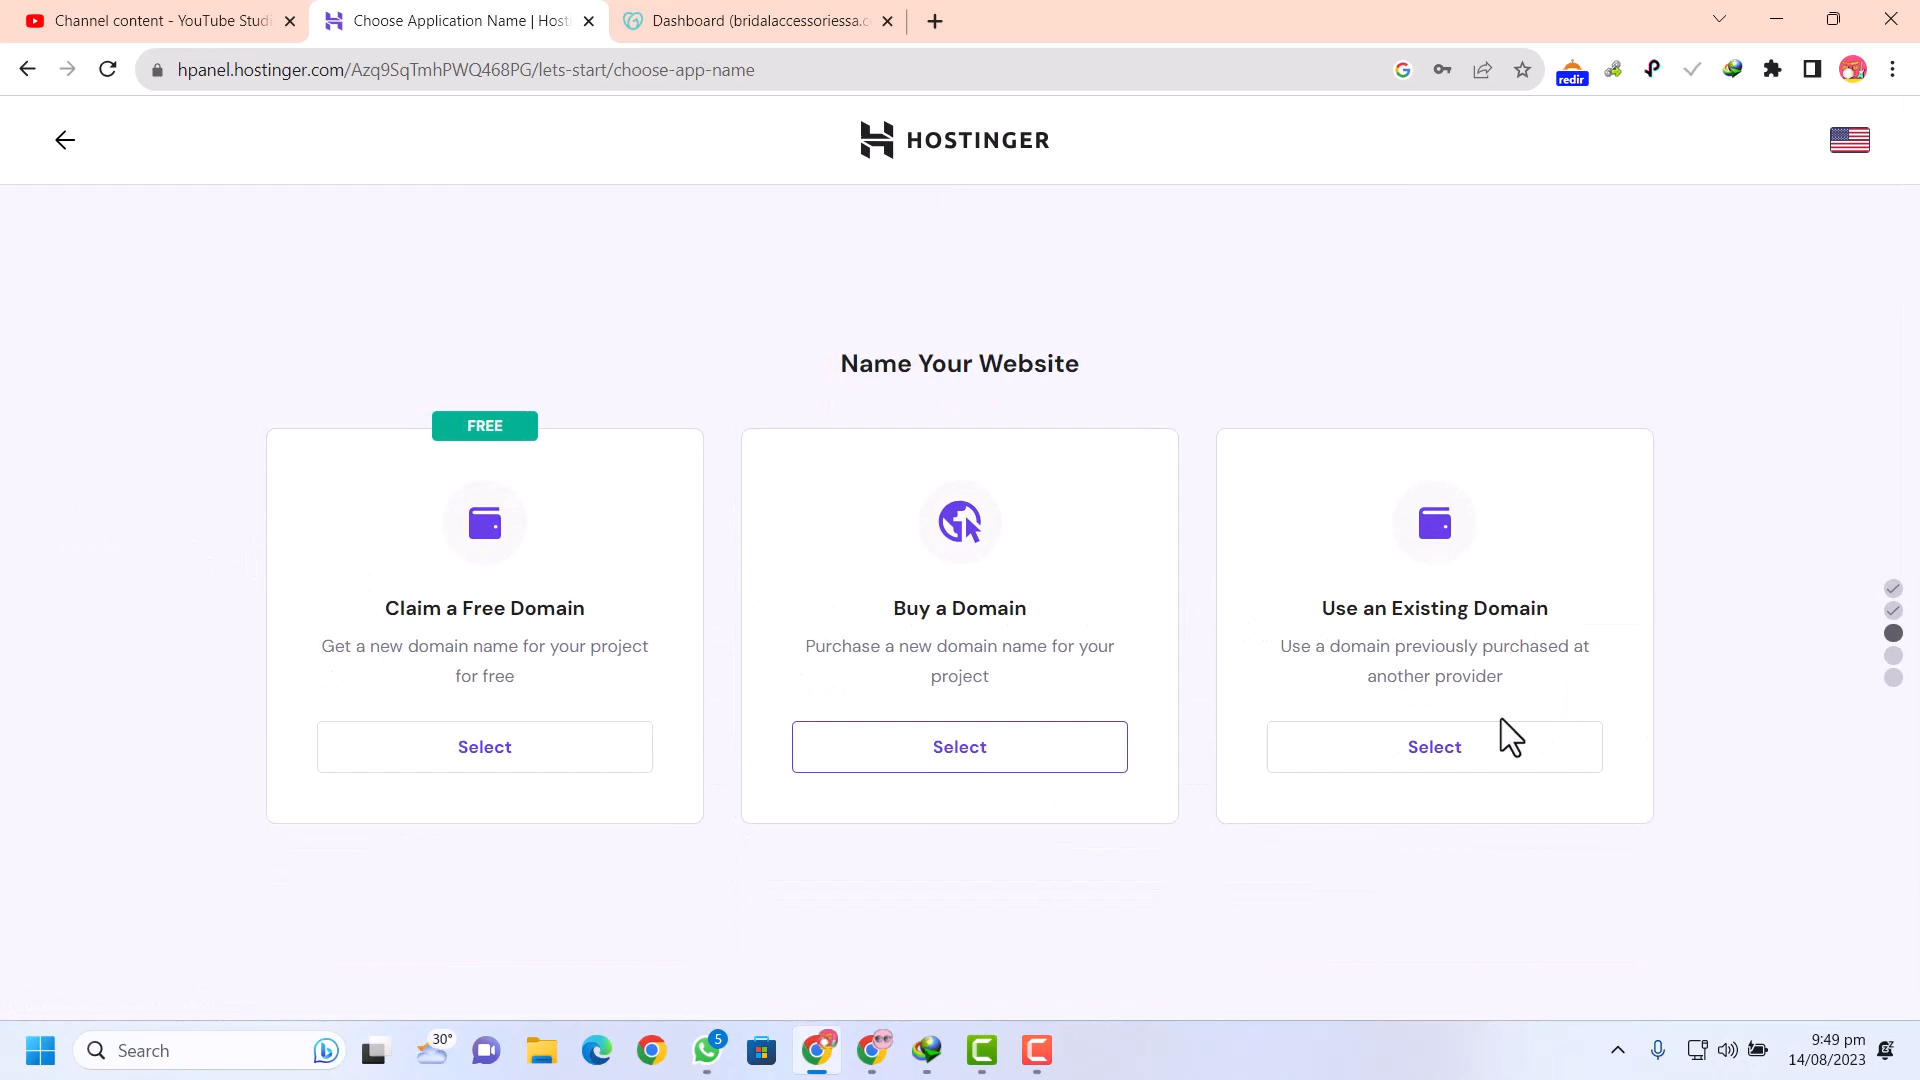 Channel content - YouTube Studi
Choose Application Name | Hosti
Dashboard (bridalaccessoriessa.c
hpanel.hostinger.com/Azq9SqTmhPWQ468PG/lets-start/choose-app-name
redir
HOSTINGER
Name Your Website
FREE
Claim a Free Domain
Get a new domain name for your project
for free
Select
Buy a Domain
Purchase a new domain name for your
project
Select
Use an Existing Domain
Use a domain previously purchased at
another provider
Select
Search
30°
5
9:49 pm
14/08/2023